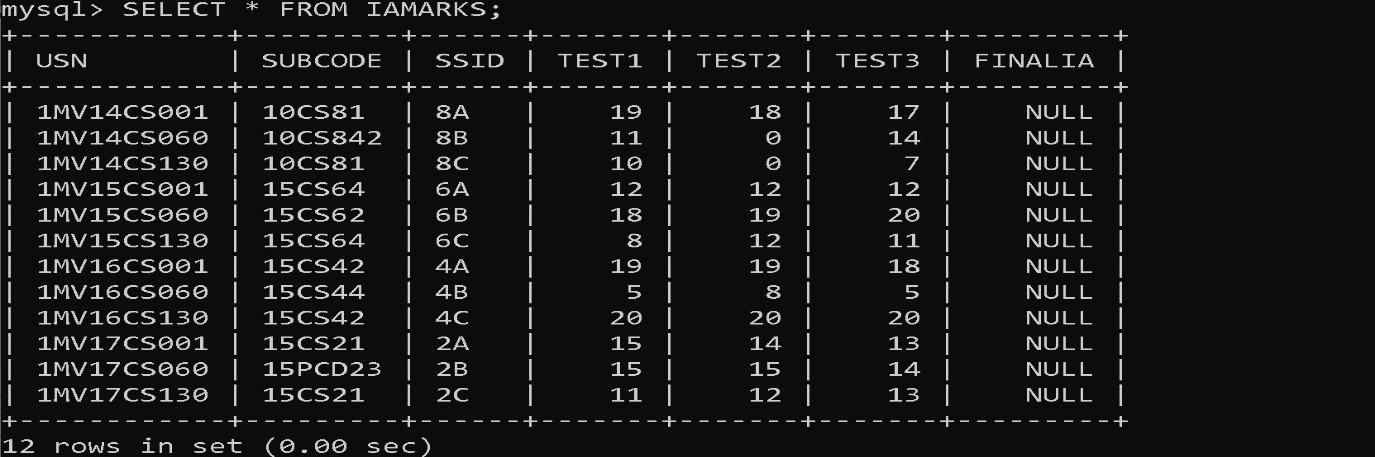 mysql> SELECT * FROM IAMARKS;
+------------+---------+------+-------+-------+-------+---------+
| USN | SUBCODE | SSID | TEST1 | TEST2 | TEST3 | FINALIA |
+------------+---------+------+-------+-------+-------+---------+
| 1MV14CS001 | 10CS81 | 8A | 19 | 18 | 17 | NULL |
| 1MV14CS060 | 10CS842 | 8B | 11 | 0 | 14 | NULL |
| 1MV14CS130 | 10CS81 | 8C | 10 | 0 | 7 | NULL |
| 1MV15CS001 | 15CS64 | 6A | 12 | 12 | 12 | NULL |
| 1MV15CS060 | 15CS62 | 6B | 18 | 19 | 20 | NULL |
| 1MV15CS130 | 15CS64 | 6C | 8 | 12 | 11 | NULL |
| 1MV16CS001 | 15CS42 | 4A | 19 | 19 | 18 | NULL |
| 1MV16CS060 | 15CS44 | 4B | 5 | 8 | 5 | NULL |
| 1MV16CS130 | 15CS42 | 4C | 20 | 20 | 20 | NULL |
| 1MV17CS001 | 15CS21 | 2A | 15 | 14 | 13 | NULL |
| 1MV17CS060 | 15PCD23 | 2B | 15 | 15 | 14 | NULL |
| 1MV17CS130 | 15CS21 | 2C | 11 | 12 | 13 | NULL |
+------------+---------+------+-------+-------+-------+---------+
12 rows in set (0.00 sec)